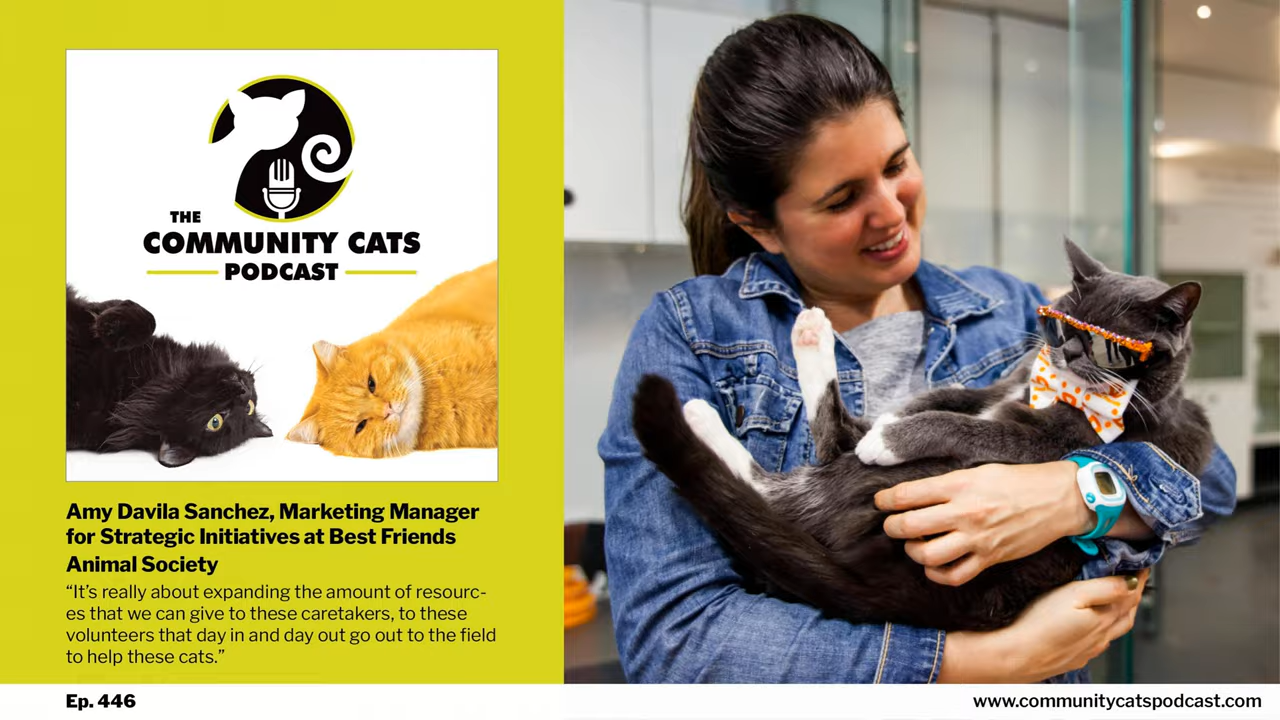 THE
COMMUNITY CATS
PODCAST
Amy Davila Sanchez, Marketing Manager
for Strategic Initiatives at Best Friends
Animal Society
“It’s really about expanding the amount of resourc-
es that we can give to these caretakers, to these
volunteers that day in and day out go out to the field
to help these cats.”
Ep. 446
www.communitycatspodcast.com